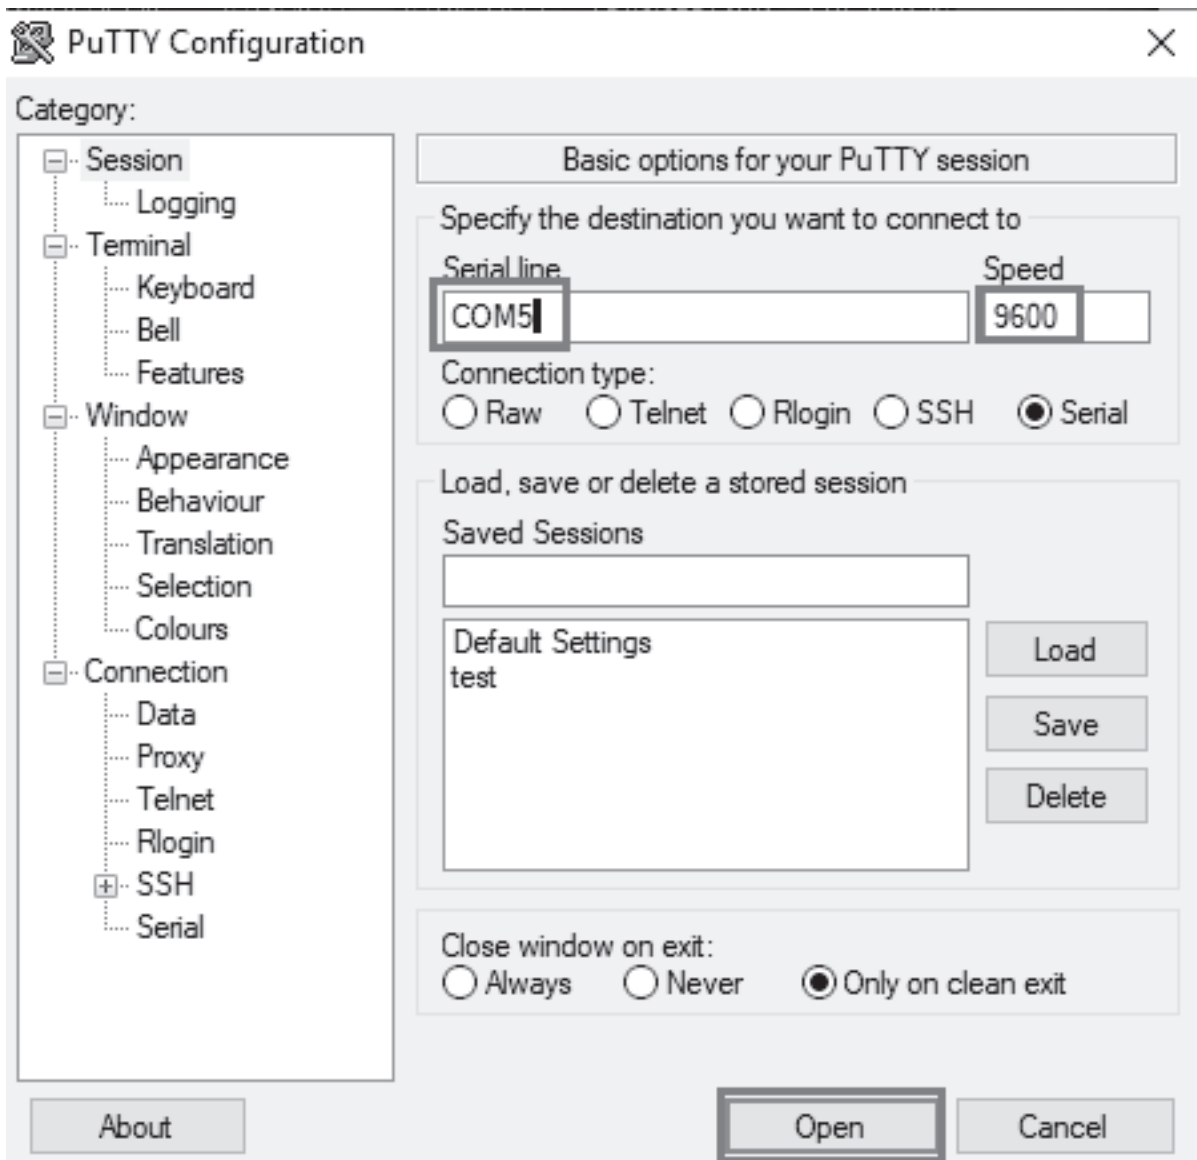 PuTTY Configuration
Category:
Session
Logging
Terminal
Keyboard
Bell
Features
Window
Appearance
Behaviour
Translation
Selection
Colours
Connection
Data
Proxy
Telnet
Rlogin
SSH
Serial
About
Basic options for your PuTTY session
Specify the destination you want to connect to
Serial line Speed
COM5 9600
Connection type:
Raw Telnet Rlogin SSH Serial
Load, save or delete a stored session
Saved Sessions
Default Settings
test
Load
Save
Delete
Close window on exit:
Always Never Only on clean exit
Open Cancel